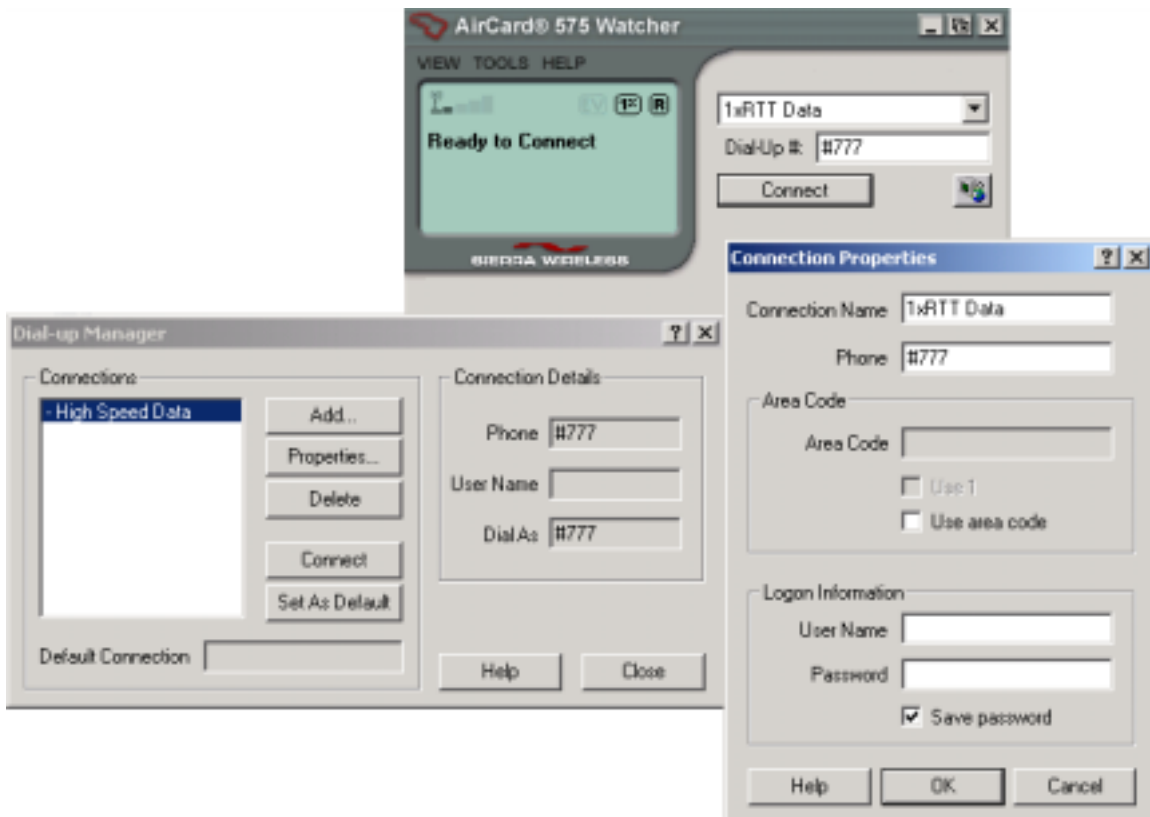 AirCard® 575 Watcher
VIEW TOOLS HELP
EV 1X R
Ready to Connect
SIERRA WIRELESS
1xRTT Data
Dial-Up #: #777
Connect
Dial-up Manager
Connections
- High Speed Data
Add...
Properties...
Delete
Connect
Set As Default
Default Connection
Connection Details
Phone #777
User Name
Dial As #777
Help Close
Connection Properties
Connection Name 1xRTT Data
Phone #777
Area Code
Area Code
Use 1
Use area code
Logon Information
User Name
Password
Save password
Help OK Cancel